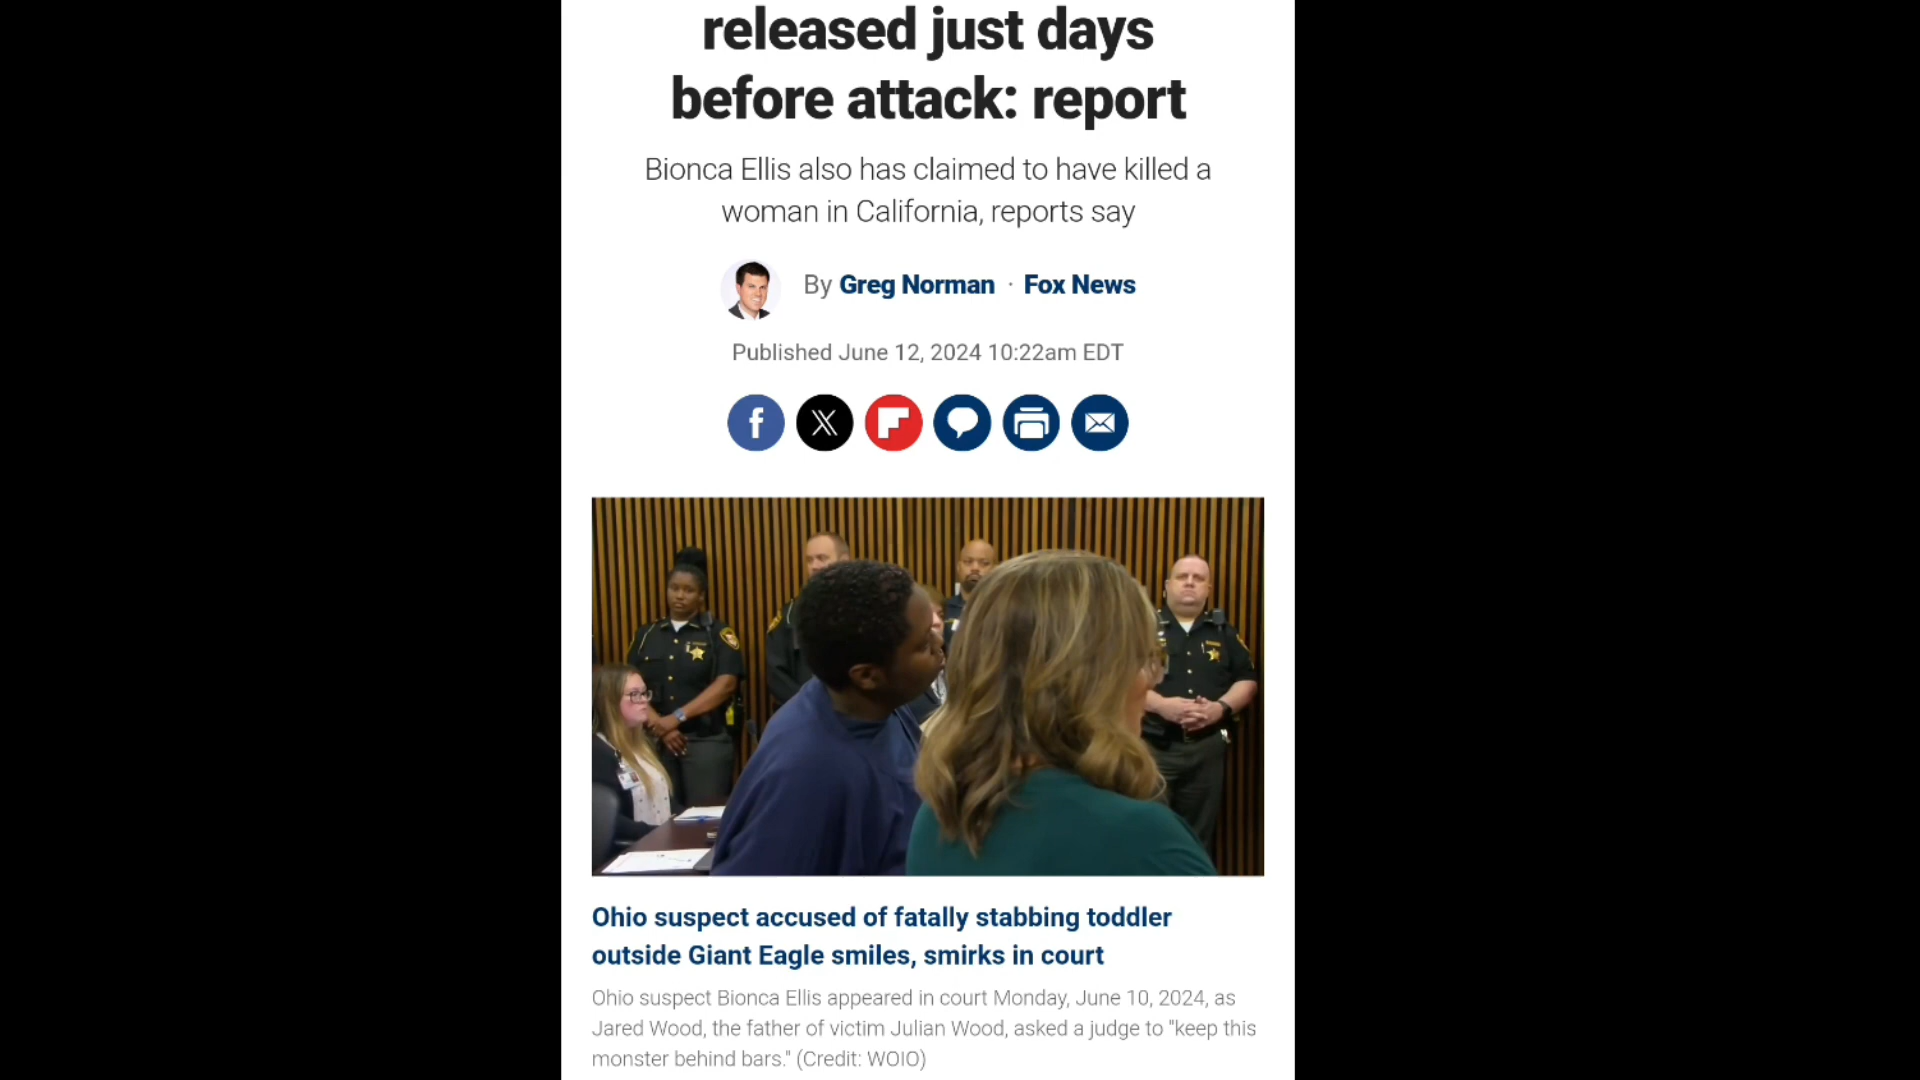 released just days
before attack: report
Bionca Ellis also has claimed to have killed a
woman in California, reports say
By Greg Norman · Fox News
Published June 12, 2024 10:22am EDT
Ohio suspect accused of fatally stabbing toddler
outside Giant Eagle smiles, smirks in court
Ohio suspect Bionca Ellis appeared in court Monday, June 10, 2024, as
Jared Wood, the father of victim Julian Wood, asked a judge to "keep this
monster behind bars." (Credit: WOIO)